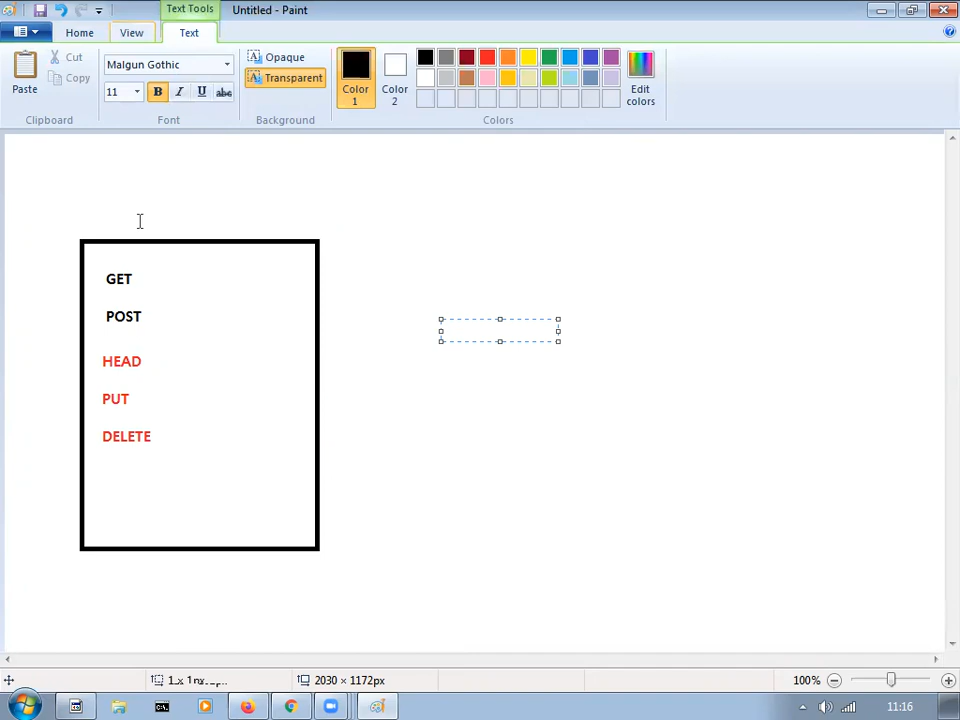 Text Tools
Untitled - Paint
Home
View
Text
Paste
Cut
Copy
Clipboard
Malgun Gothic
11
B
I
U
abc
Font
A Opaque
A Transparent
Background
Color 1
Color 2
Edit colors
Colors
GET
POST
HEAD
PUT
DELETE
2030 × 1172px
100%
11:16